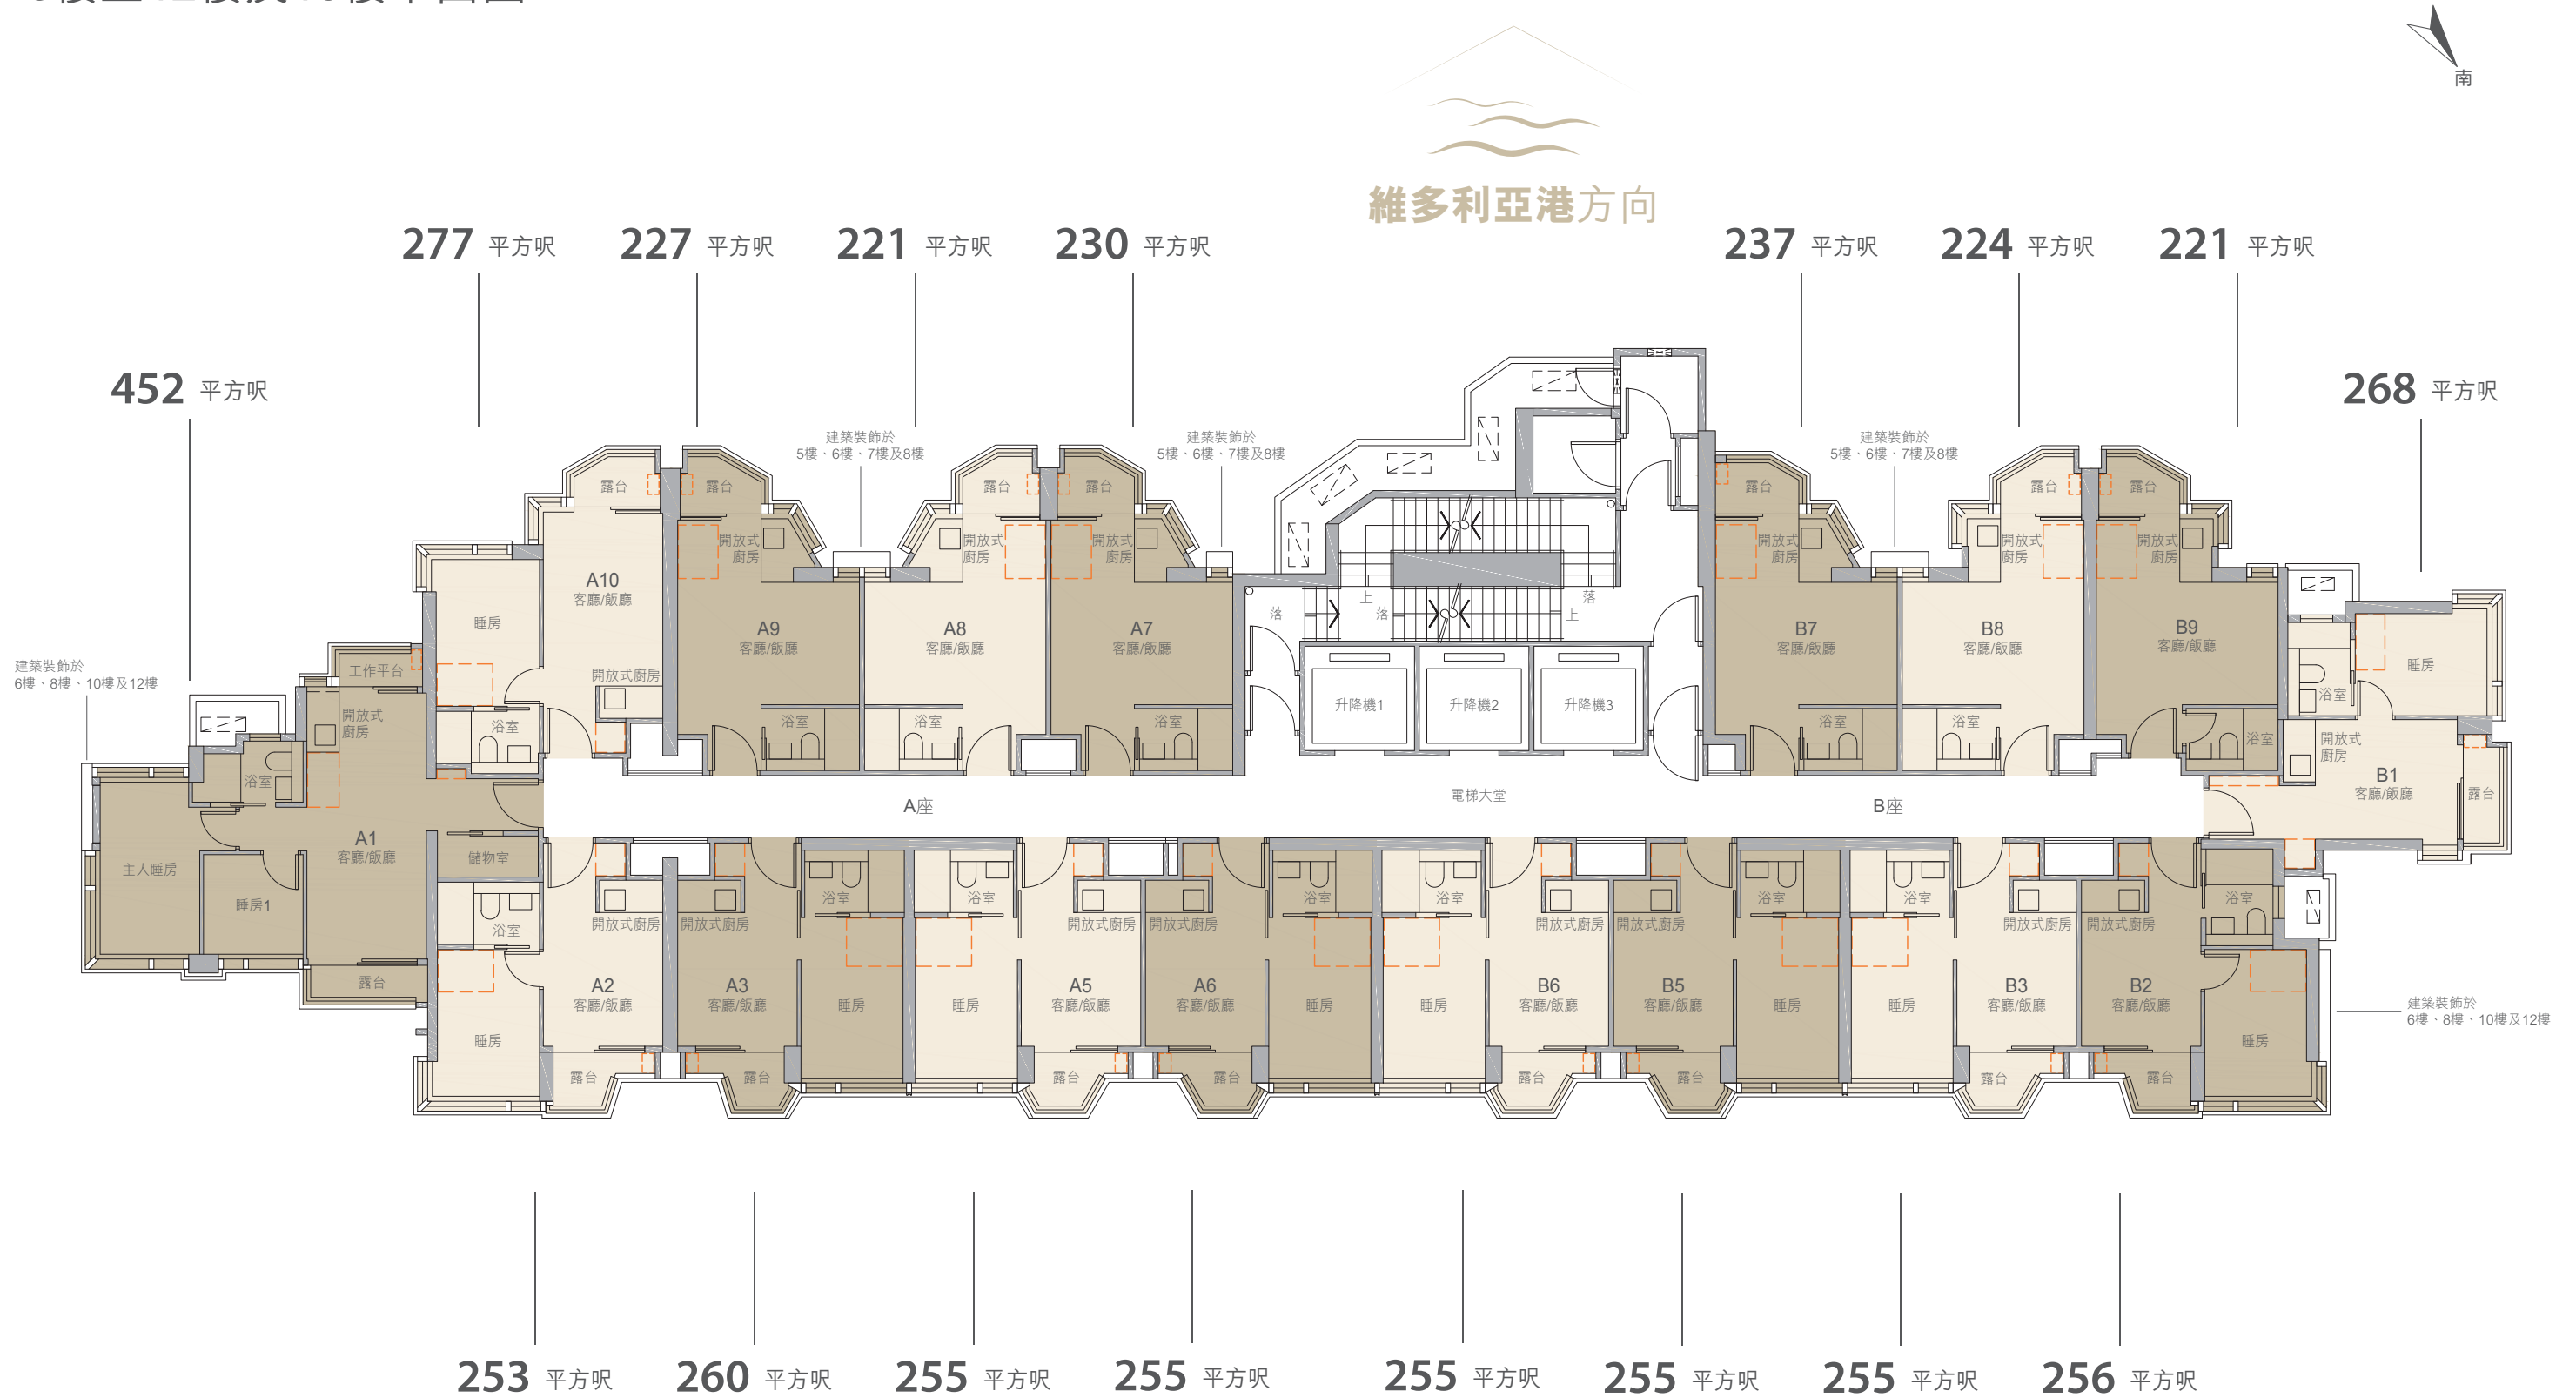 南
維多利亞港方向
277 平方呎
227 平方呎
221 平方呎
230 平方呎
237 平方呎
224 平方呎
221 平方呎
452 平方呎
268 平方呎
建築裝飾於
5樓、6樓、7樓及8樓
建築裝飾於
5樓、6樓、7樓及8樓
建築裝飾於
5樓、6樓、7樓及8樓
露台
露台
露台
露台
露台
露台
露台
開放式
廚房
開放式
廚房
開放式
廚房
開放式
廚房
開放式
廚房
開放式
廚房
A10
客廳/飯廳
睡房
開放式廚房
浴室
A9
客廳/飯廳
浴室
A8
客廳/飯廳
浴室
A7
客廳/飯廳
浴室
落
上
落
落
上
升降機1
升降機2
升降機3
B7
客廳/飯廳
浴室
B8
客廳/飯廳
浴室
B9
客廳/飯廳
浴室
浴室
睡房
開放式
廚房
B1
客廳/飯廳
露台
建築裝飾於
6樓、8樓、10樓及12樓
工作平台
開放式
廚房
浴室
A1
客廳/飯廳
主人睡房
睡房1
儲物室
露台
A座
電梯大堂
B座
浴室
開放式廚房
A2
客廳/飯廳
睡房
露台
開放式廚房
浴室
A3
客廳/飯廳
睡房
露台
浴室
開放式廚房
睡房
A5
客廳/飯廳
露台
開放式廚房
浴室
A6
客廳/飯廳
睡房
露台
浴室
開放式廚房
睡房
B6
客廳/飯廳
露台
開放式廚房
浴室
B5
客廳/飯廳
睡房
露台
浴室
開放式廚房
睡房
B3
客廳/飯廳
露台
開放式廚房
浴室
B2
客廳/飯廳
睡房
露台
建築裝飾於
6樓、8樓、10樓及12樓
253 平方呎
260 平方呎
255 平方呎
255 平方呎
255 平方呎
255 平方呎
255 平方呎
256 平方呎